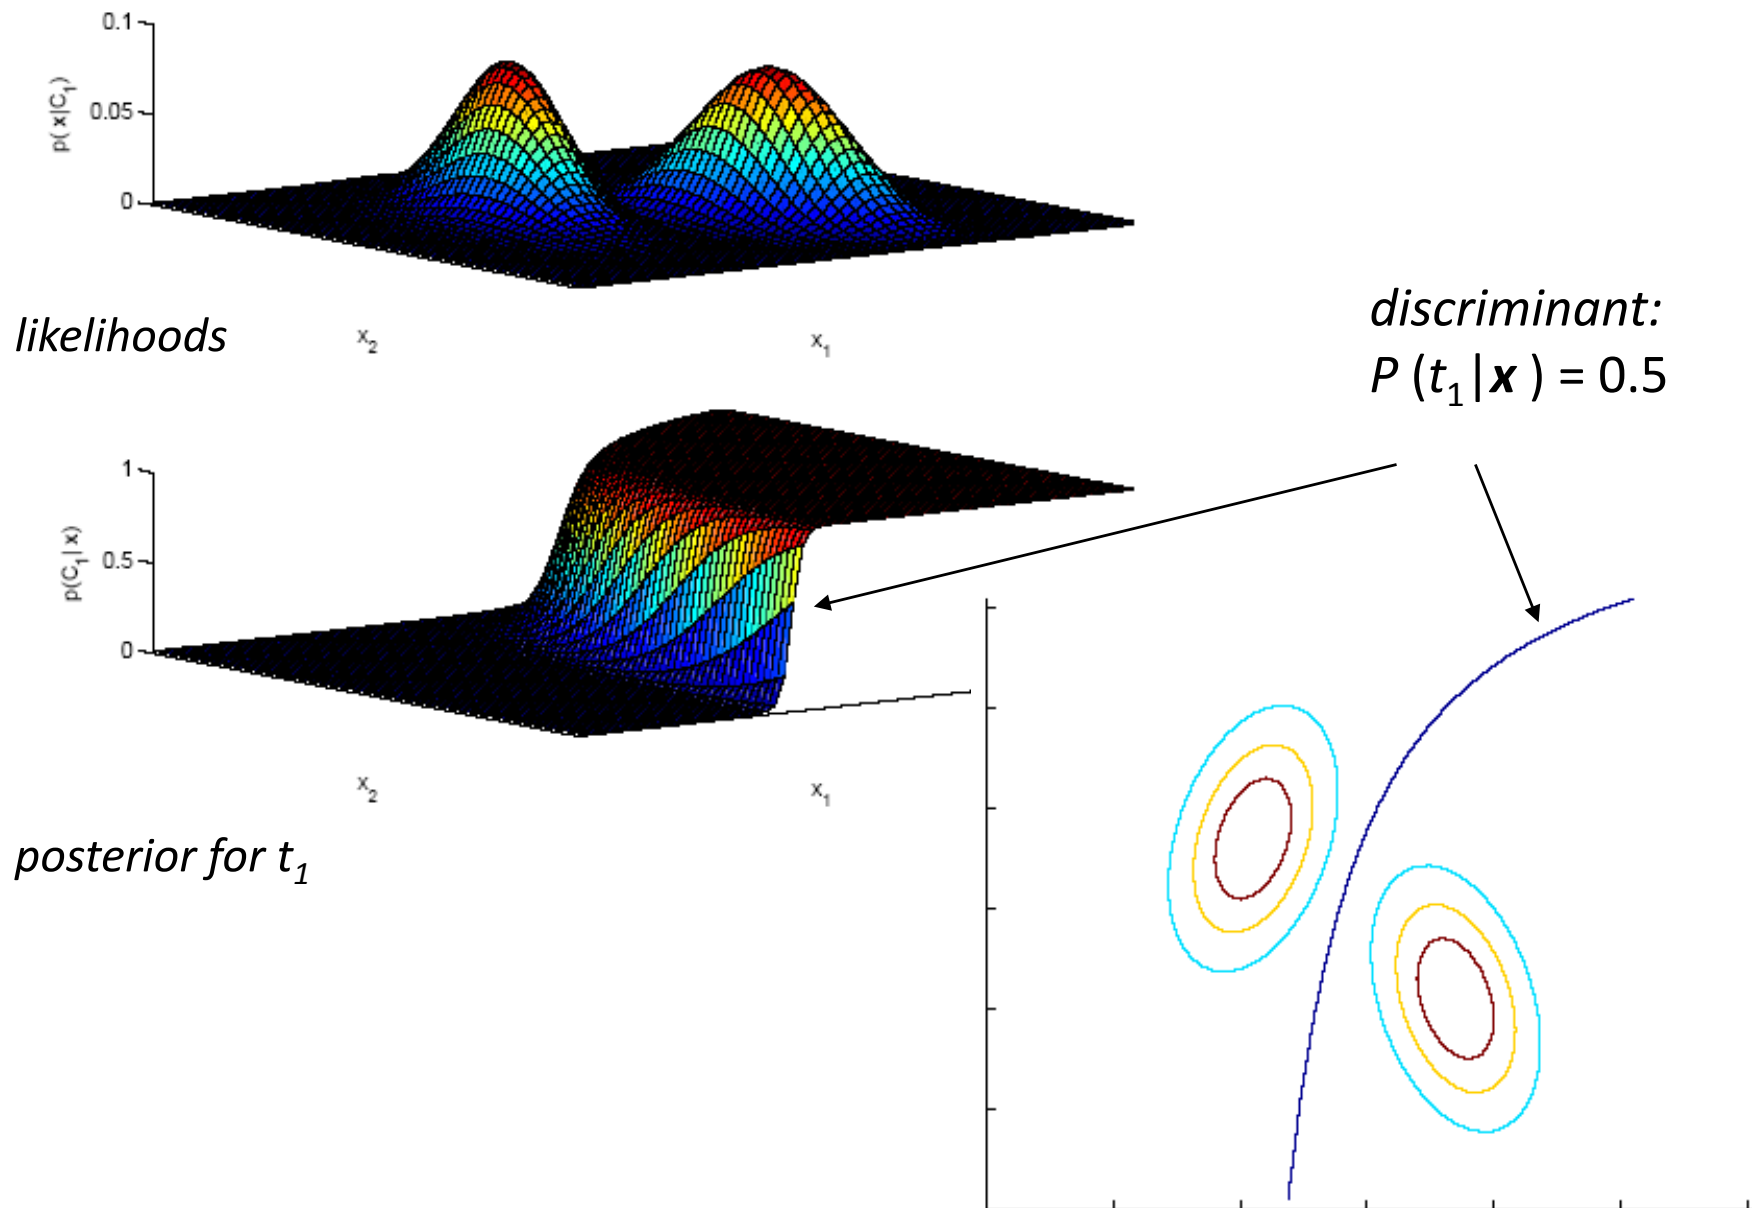 0.1
0.05
0
p( x|C₁)
likelihoods
x₂
x₁
discriminant:
P (t₁|x ) = 0.5
1
0.5
0
p(C₁| x)
x₂
x₁
posterior for t₁